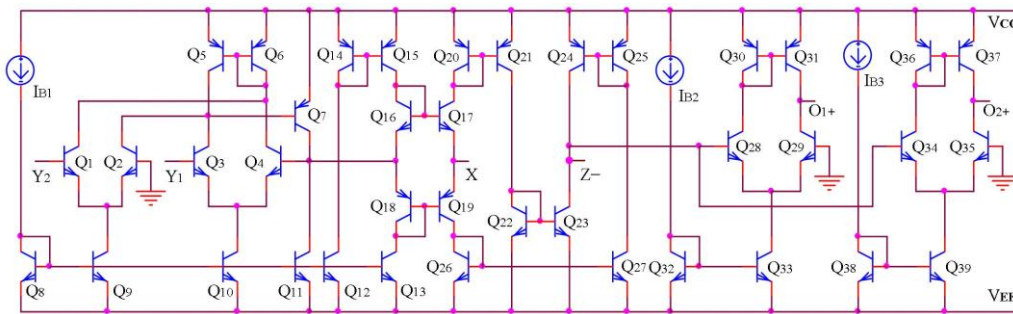 VCC
Q5 Q6 Q14 Q15 Q20 Q21 Q24 Q25 Q30 Q31 Q36 Q37
IB1 IB2 IB3
O1+ O2+
Q7 Q16 Q17
Q1 Q2 Q3 Q4 Q28 Q29 Q34 Q35
Y2 Y1 X Z−
Q18 Q19 Q22 Q23
Q8 Q9 Q10 Q11 Q12 Q13 Q26 Q27 Q32 Q33 Q38 Q39
VEE